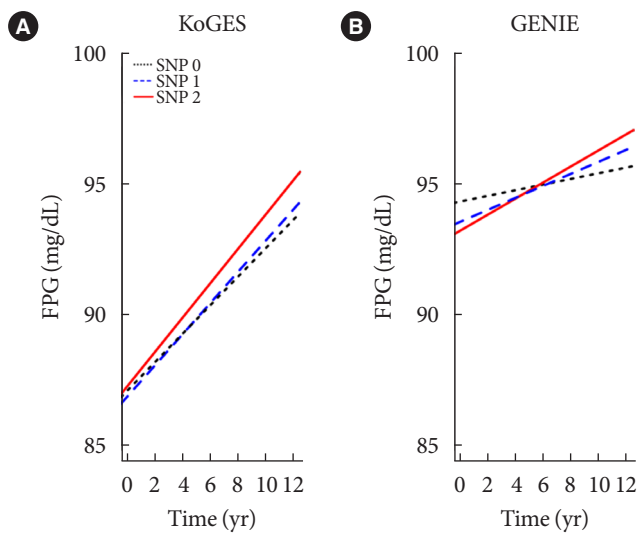 A KoGES
100
95
90
85
FPG (mg/dL)
SNP 0
SNP 1
SNP 2
0 2 4 6 8 10 12
Time (yr)
B GENIE
100
95
90
85
FPG (mg/dL)
0 2 4 6 8 10 12
Time (yr)